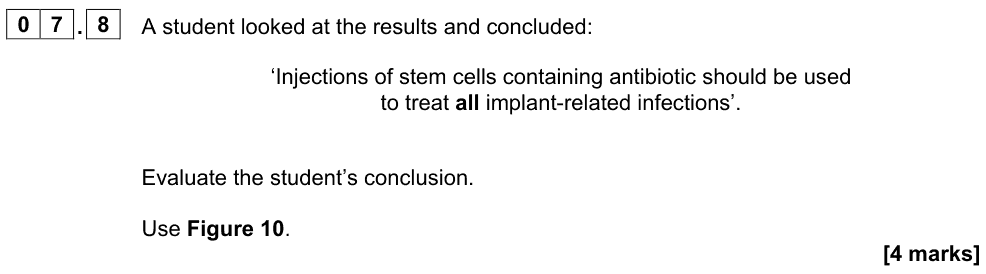 0 7 . 8 A student looked at the results and concluded:
‘Injections of stem cells containing antibiotic should be used
to treat all implant-related infections’.
Evaluate the student’s conclusion.
Use Figure 10.
[4 marks]